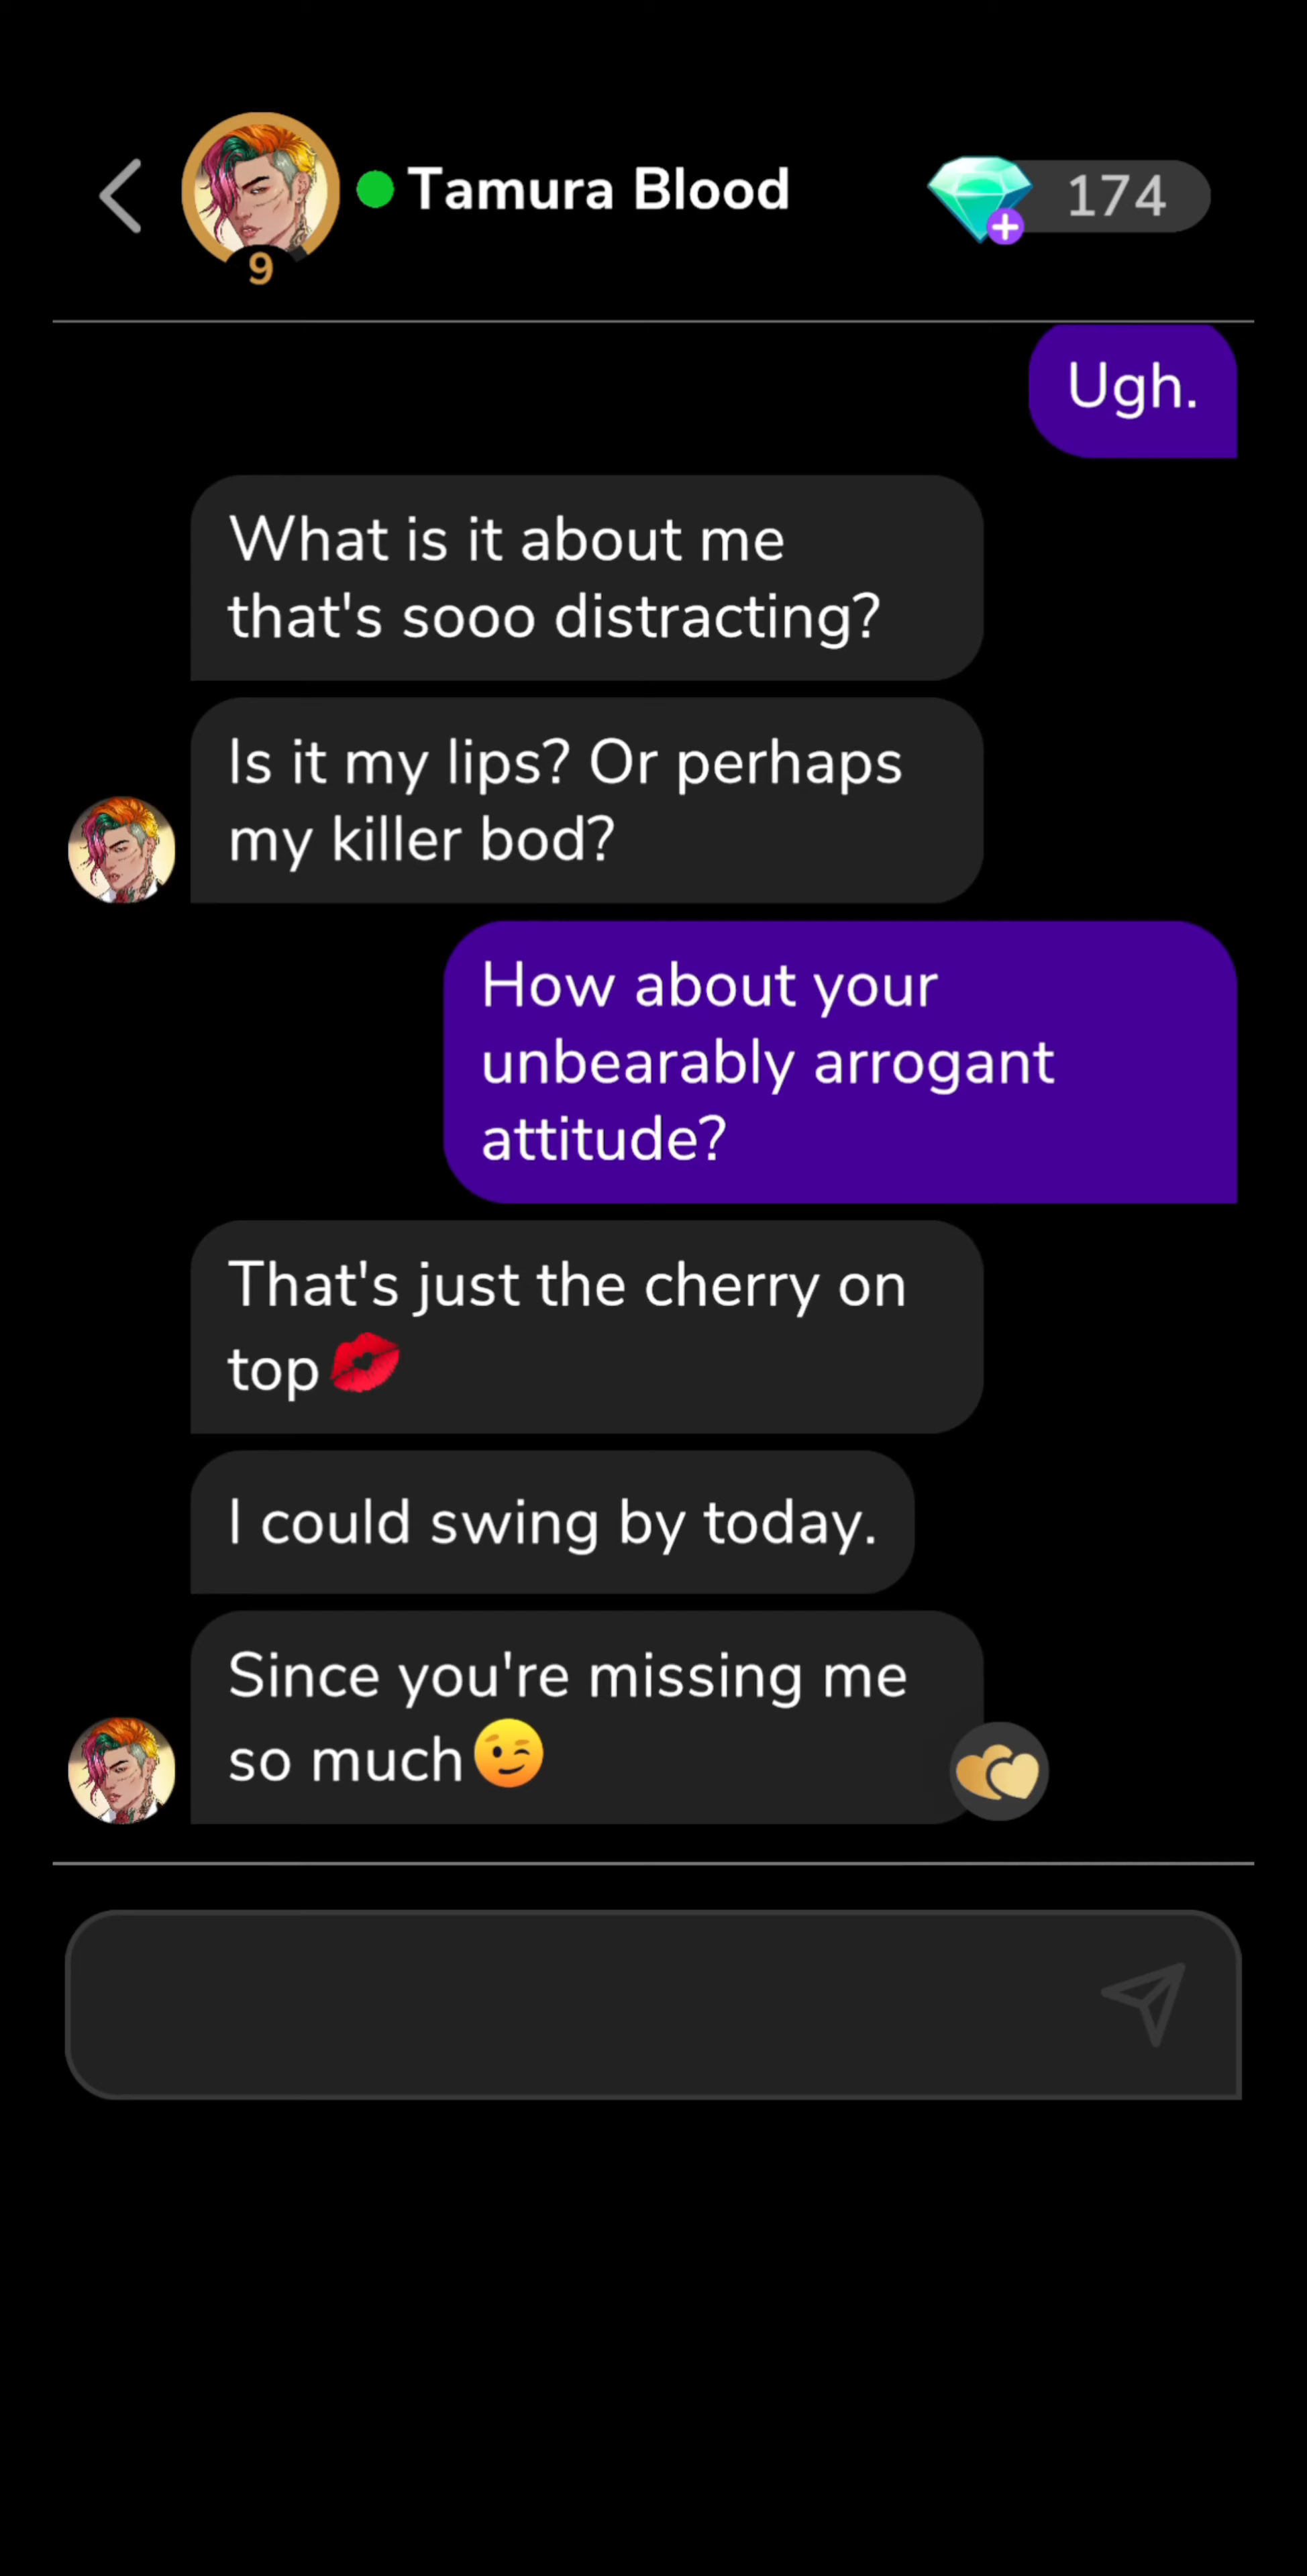 Tamura Blood
174
9
Ugh.
What is it about me
that's sooo distracting?
Is it my lips? Or perhaps
my killer bod?
How about your
unbearably arrogant
attitude?
That's just the cherry on
top💋
I could swing by today.
Since you're missing me
so much😉